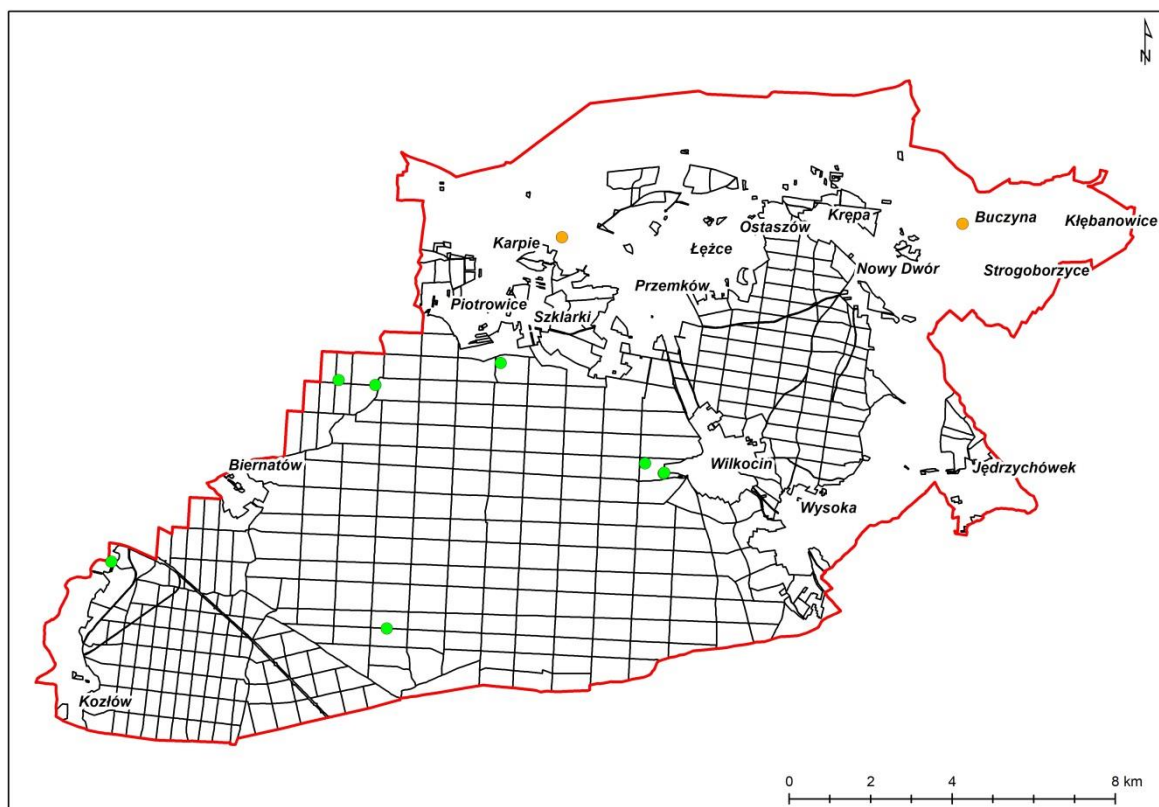 N
Buczyna
Kłębanowice
Krępa
Ostaszów
Karpie
Łężce
Nowy Dwór
Strogoborzyce
Przemków
Piotrowice
Szklarki
Biernatów
Wilkocin
Jędrzychówek
Wysoka
Kozłów
0 2 4 8 km